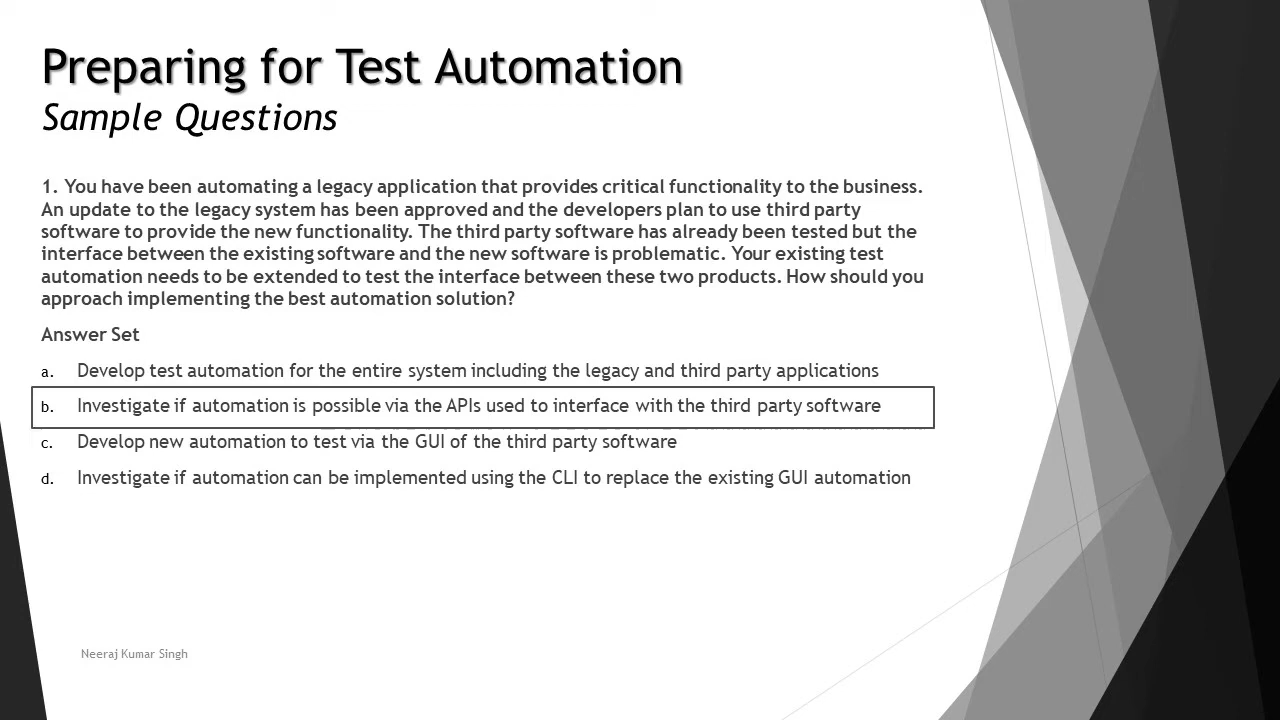 Preparing for Test Automation
Sample Questions
1. You have been automating a legacy application that provides critical functionality to the business.
An update to the legacy system has been approved and the developers plan to use third party
software to provide the new functionality. The third party software has already been tested but the
interface between the existing software and the new software is problematic. Your existing test
automation needs to be extended to test the interface between these two products. How should you
approach implementing the best automation solution?
Answer Set
a. Develop test automation for the entire system including the legacy and third party applications
b. Investigate if automation is possible via the APIs used to interface with the third party software
c. Develop new automation to test via the GUI of the third party software
d. Investigate if automation can be implemented using the CLI to replace the existing GUI automation
Neeraj Kumar Singh